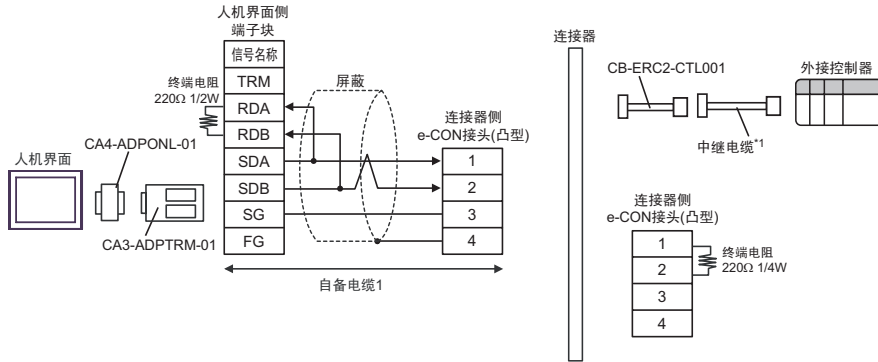 人机界面侧
端子块
信号名称
TRM
RDA
RDB
SDA
SDB
SG
FG
终端电阻
220Ω 1/2W
屏蔽
人机界面
CA4-ADPONL-01
CA3-ADPTRM-01
连接器侧
e-CON接头(凸型)
1
2
3
4
自备电缆1
连接器
CB-ERC2-CTL001
中继电缆*1
外接控制器
连接器侧
e-CON接头(凸型)
1
2
3
4
终端电阻
220Ω 1/4W